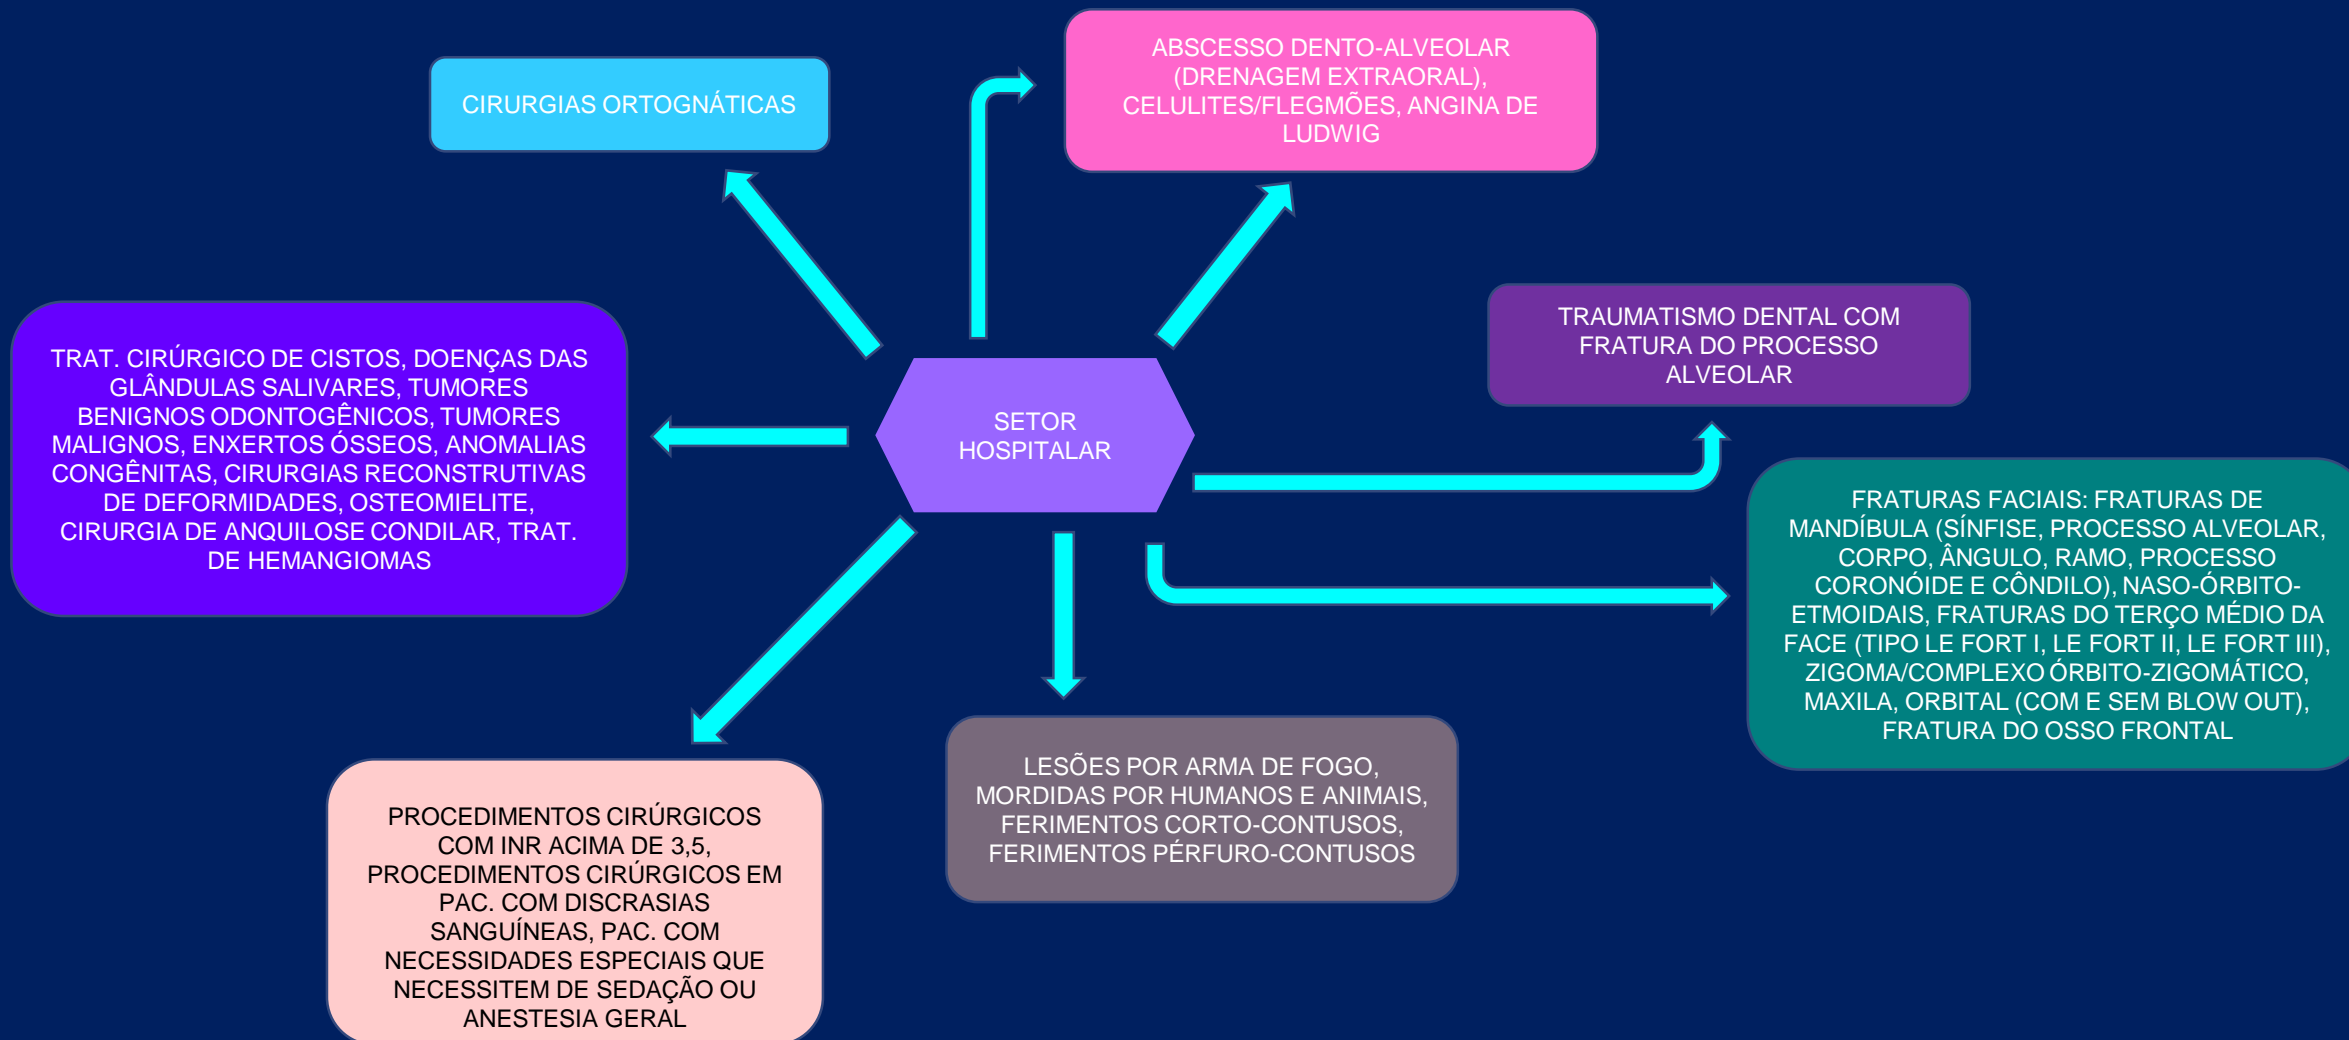 CIRURGIAS ORTOGNÁTICAS
ABSCESSO DENTO-ALVEOLAR
(DRENAGEM EXTRAORAL),
CELULITES/FLEGMÕES, ANGINA DE
LUDWIG
TRAUMATISMO DENTAL COM
FRATURA DO PROCESSO
ALVEOLAR
TRAT. CIRÚRGICO DE CISTOS, DOENÇAS DAS
GLÂNDULAS SALIVARES, TUMORES
BENIGNOS ODONTOGÊNICOS, TUMORES
MALIGNOS, ENXERTOS ÓSSEOS, ANOMALIAS
CONGÊNITAS, CIRURGIAS RECONSTRUTIVAS
DE DEFORMIDADES, OSTEOMIELITE,
CIRURGIA DE ANQUILOSE CONDILAR, TRAT.
DE HEMANGIOMAS
SETOR
HOSPITALAR
FRATURAS FACIAIS: FRATURAS DE
MANDÍBULA (SÍNFISE, PROCESSO ALVEOLAR,
CORPO, ÂNGULO, RAMO, PROCESSO
CORONÓIDE E CÔNDILO), NASO-ÓRBITO-
ETMOIDAIS, FRATURAS DO TERÇO MÉDIO DA
FACE (TIPO LE FORT I, LE FORT II, LE FORT III),
ZIGOMA/COMPLEXO ÓRBITO-ZIGOMÁTICO,
MAXILA, ORBITAL (COM E SEM BLOW OUT),
FRATURA DO OSSO FRONTAL
PROCEDIMENTOS CIRÚRGICOS
COM INR ACIMA DE 3,5,
PROCEDIMENTOS CIRÚRGICOS EM
PAC. COM DISCRASIAS
SANGUÍNEAS, PAC. COM
NECESSIDADES ESPECIAIS QUE
NECESSITEM DE SEDAÇÃO OU
ANESTESIA GERAL
LESÕES POR ARMA DE FOGO,
MORDIDAS POR HUMANOS E ANIMAIS,
FERIMENTOS CORTO-CONTUSOS,
FERIMENTOS PÉRFURO-CONTUSOS